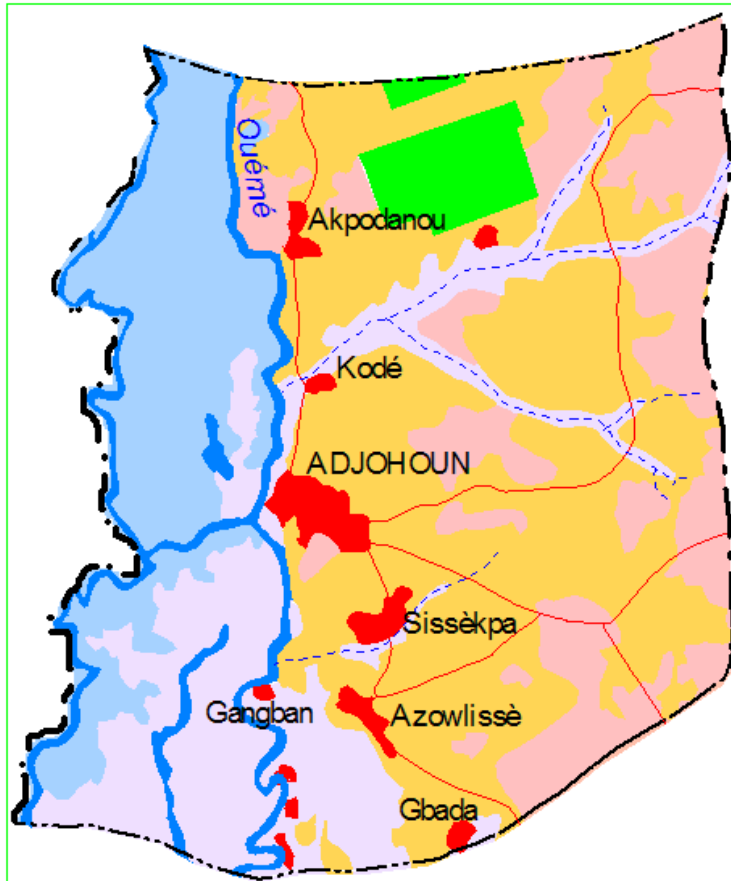 Ouémé
Akpodanou
Kodé
ADJOHOUN
Sissèkpa
Gangban
Azowlissè
Gbada